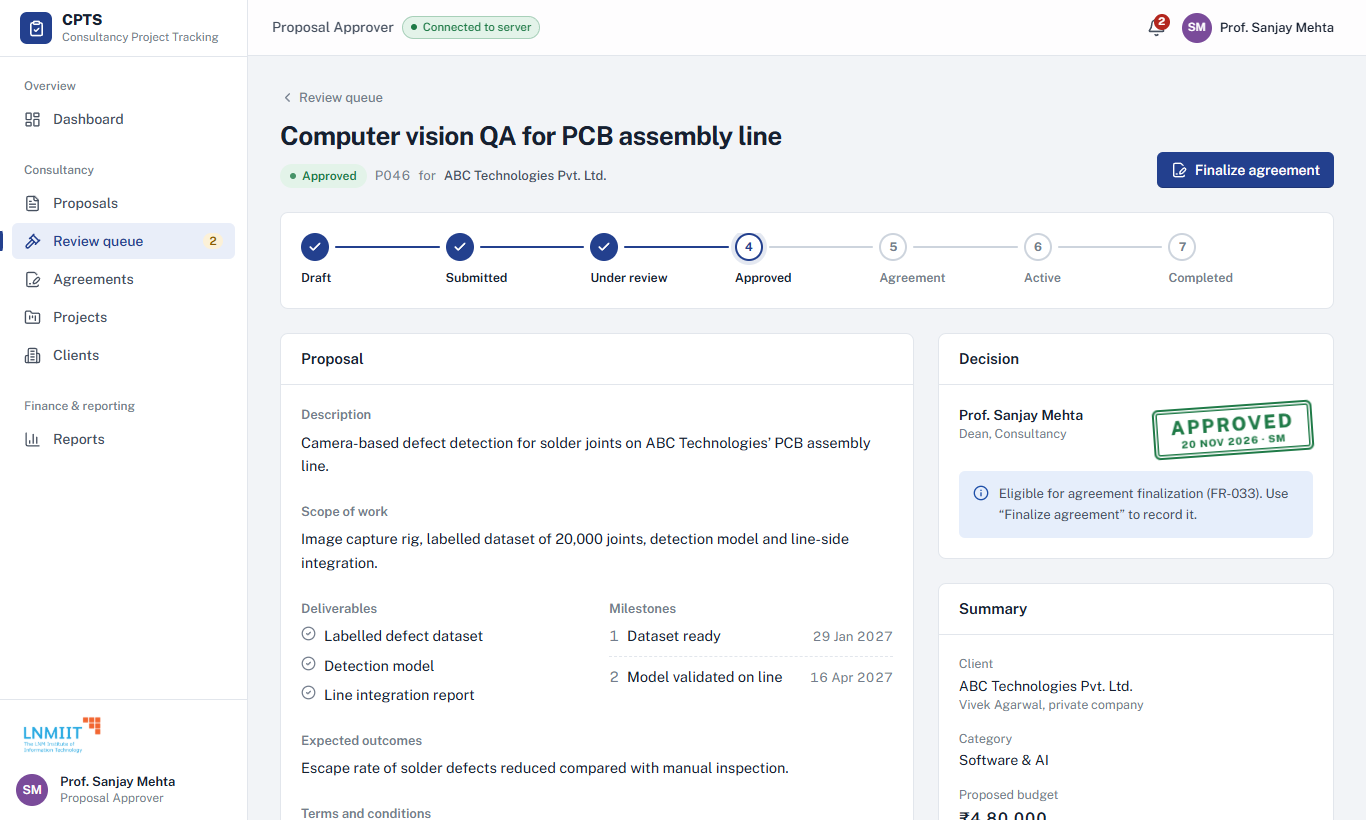 CPTS
Consultancy Project Tracking
Proposal Approver
Connected to server
2
SM
Prof. Sanjay Mehta
Overview
Dashboard
Consultancy
Proposals
Review queue 2
Agreements
Projects
Clients
Finance & reporting
Reports
LNMIIT
The LNM Institute of
Information Technology
SM
Prof. Sanjay Mehta
Proposal Approver
Review queue
Computer vision QA for PCB assembly line
Approved P046 for ABC Technologies Pvt. Ltd.
Finalize agreement
4 5 6 7
Draft Submitted Under review Approved Agreement Active Completed
Proposal
Description
Camera-based defect detection for solder joints on ABC Technologies’ PCB assembly
line.
Scope of work
Image capture rig, labelled dataset of 20,000 joints, detection model and line-side
integration.
Deliverables
Labelled defect dataset
Detection model
Line integration report
Milestones
1 Dataset ready 29 Jan 2027
2 Model validated on line 16 Apr 2027
Expected outcomes
Escape rate of solder defects reduced compared with manual inspection.
Terms and conditions
Decision
Prof. Sanjay Mehta
Dean, Consultancy
APPROVED
20 NOV 2026 · SM
Eligible for agreement finalization (FR-033). Use
“Finalize agreement” to record it.
Summary
Client
ABC Technologies Pvt. Ltd.
Vivek Agarwal, private company
Category
Software & AI
Proposed budget
₹4,80,000